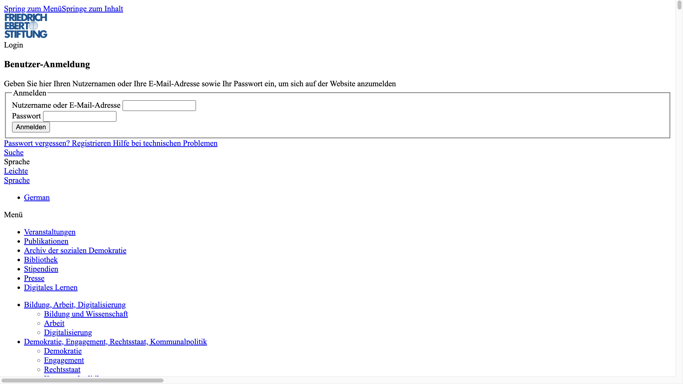 Spring zum MenüSpringe zum Inhalt
FRIEDRICH
EBERT
STIFTUNG
Login
Benutzer-Anmeldung
Geben Sie hier Ihren Nutzernamen oder Ihre E-Mail-Adresse sowie Ihr Passwort ein, um sich auf der Website anzumelden
Anmelden
Nutzername oder E-Mail-Adresse
Passwort
Anmelden
Passwort vergessen? Registrieren Hilfe bei technischen Problemen
Suche
Sprache
Leichte
Sprache
German
Menü
Veranstaltungen
Publikationen
Archiv der sozialen Demokratie
Bibliothek
Stipendien
Presse
Digitales Lernen
Bildung, Arbeit, Digitalisierung
Bildung und Wissenschaft
Arbeit
Digitalisierung
Demokratie, Engagement, Rechtsstaat, Kommunalpolitik
Demokratie
Engagement
Rechtsstaat